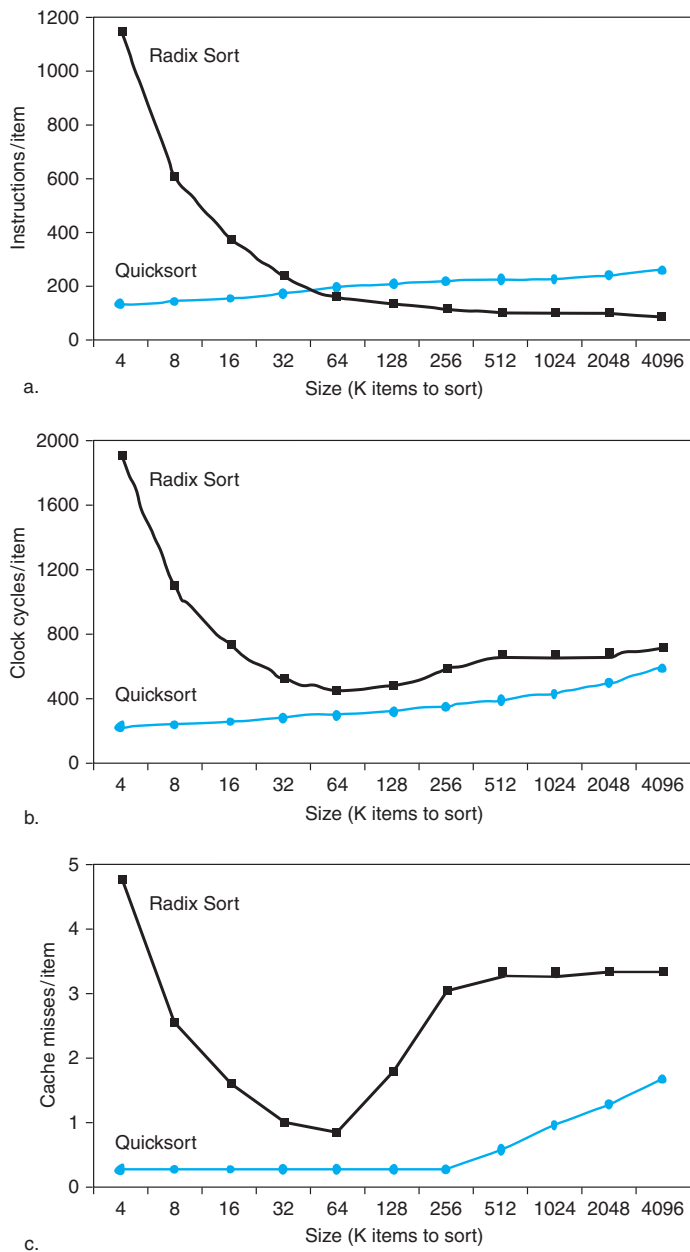 1200
1000
800
600
400
200
0
Instructions/item
Radix Sort
Quicksort
4 8 16 32 64 128 256 512 1024 2048 4096
Size (K items to sort)
a.
2000
1600
1200
800
400
0
Clock cycles/item
Radix Sort
Quicksort
4 8 16 32 64 128 256 512 1024 2048 4096
Size (K items to sort)
b.
5
4
3
2
1
0
Cache misses/item
Radix Sort
Quicksort
4 8 16 32 64 128 256 512 1024 2048 4096
Size (K items to sort)
c.